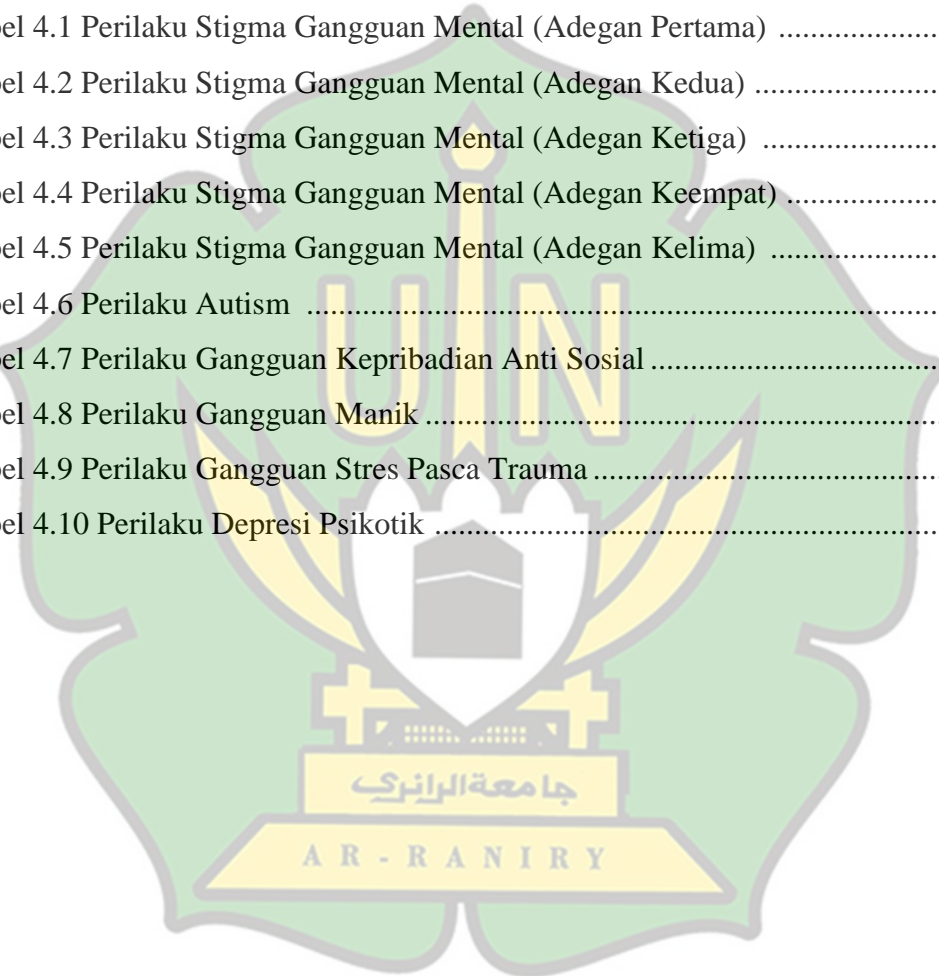 bel 4.1 Perilaku Stigma Gangguan Mental (Adegan Pertama) ......................
bel 4.2 Perilaku Stigma Gangguan Mental (Adegan Kedua) .........................
bel 4.3 Perilaku Stigma Gangguan Mental (Adegan Ketiga) ........................
bel 4.4 Perilaku Stigma Gangguan Mental (Adegan Keempat) .....................
bel 4.5 Perilaku Stigma Gangguan Mental (Adegan Kelima) .......................
bel 4.6 Perilaku Autism ..............................................................................
bel 4.7 Perilaku Gangguan Kepribadian Anti Sosial ....................................
bel 4.8 Perilaku Gangguan Manik ................................................................
bel 4.9 Perilaku Gangguan Stres Pasca Trauma ...........................................
bel 4.10 Perilaku Depresi Psikotik ..............................................................
UIN
جامعةالرانري
AR-RANIRY